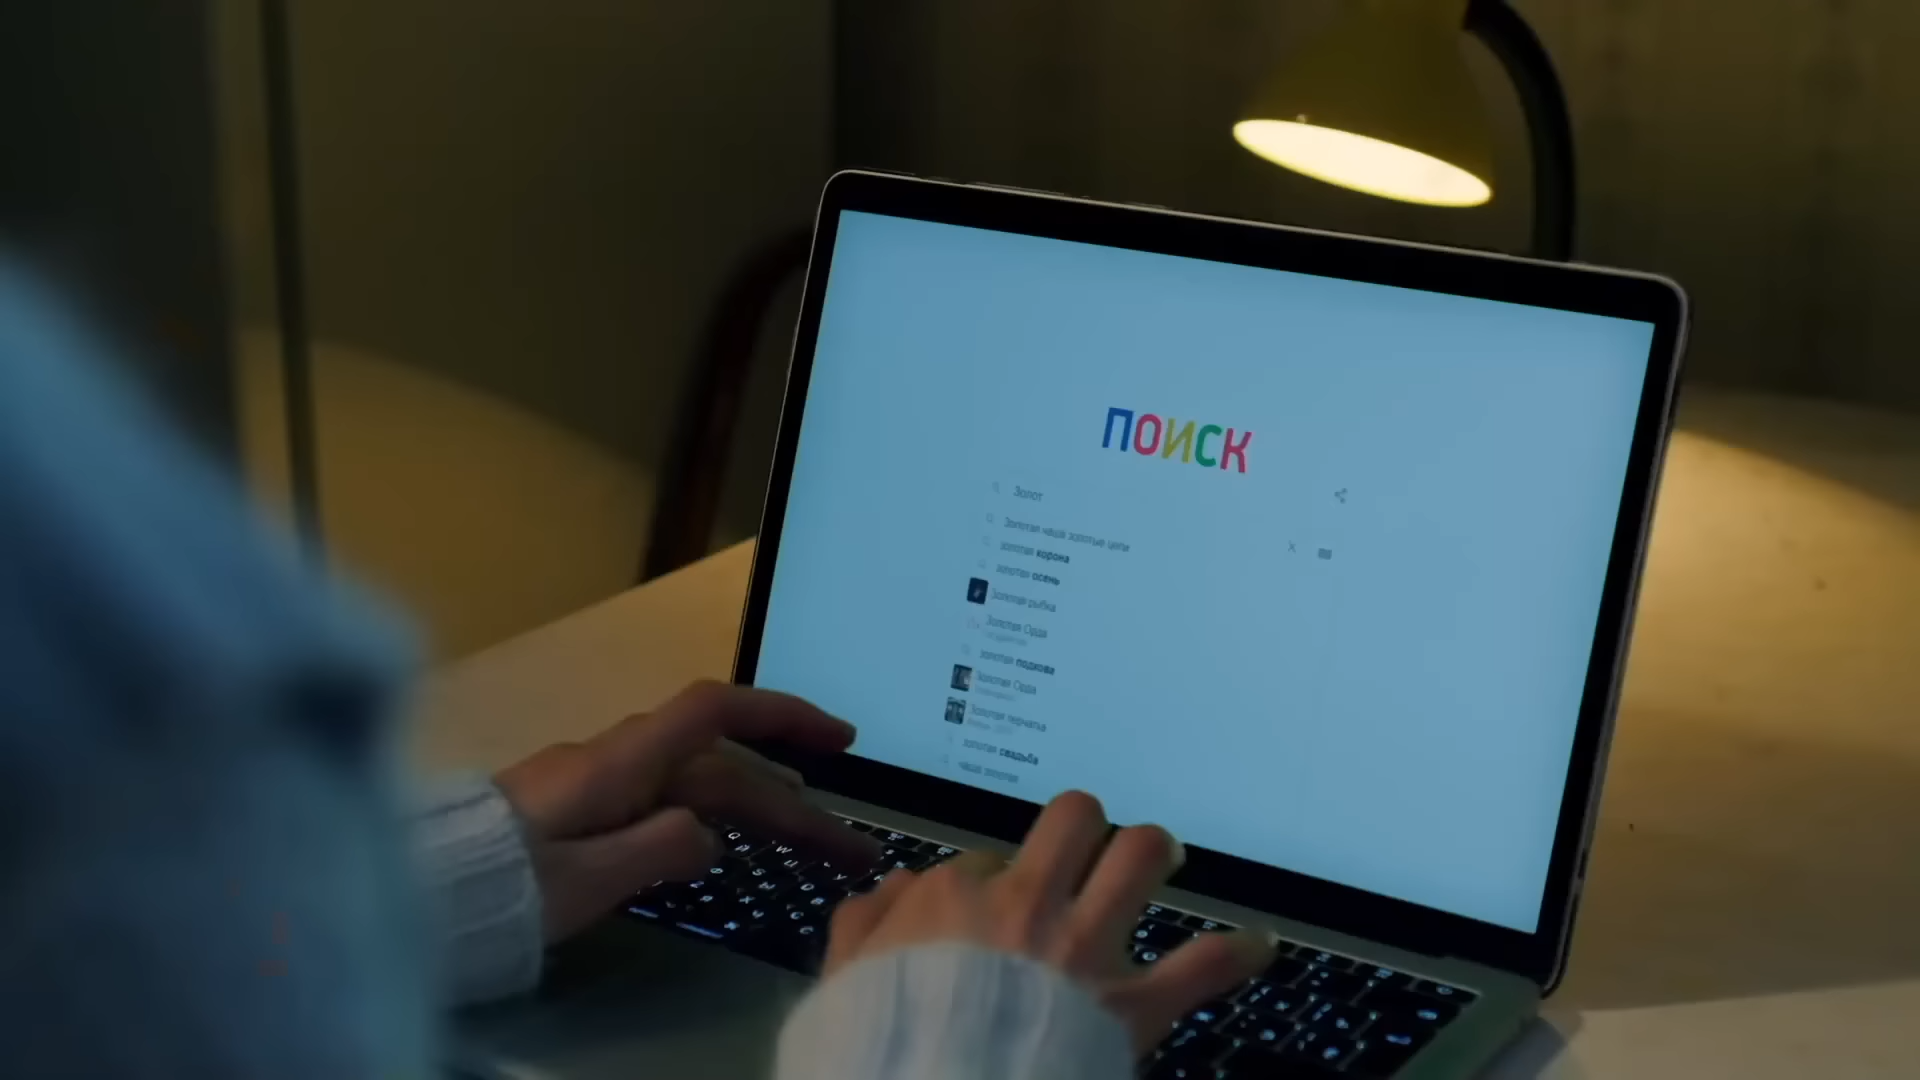 ПОИСК
Золот
Золотая чаша золотые цепи
золотая корона
золотая осень
Золотая рыбка
Золотая Орда
золотая подкова
Золотая Орда
Золотая перчатка
золотая свадьба
чаша золотая
Q Й W Ц У
Z Я X Ч C С